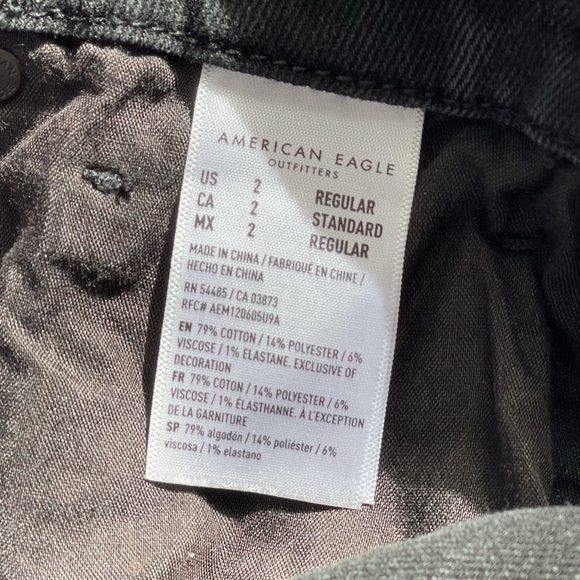 AMERICAN EAGLE
OUTFITTERS
US 2 REGULAR
CA 2 STANDARD
MX 2 REGULAR
MADE IN CHINA / FABRIQUÉ EN CHINE /
HECHO EN CHINA
RN 54485 / CA 03873
RFC# AEM120605U9A
EN 79% COTTON / 14% POLYESTER / 6%
VISCOSE / 1% ELASTANE. EXCLUSIVE OF
DECORATION
FR 79% COTON / 14% POLYESTER / 6%
VISCOSE / 1% ÉLASTHANNE. À L'EXCEPTION
DE LA GARNITURE
SP 79% algodón / 14% poliéster / 6%
viscosa / 1% elastano